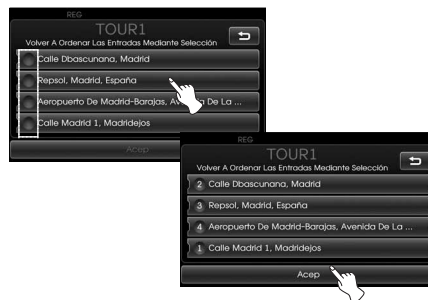 REG
TOUR1
Volver A Ordenar Las Entradas Mediante Selección
Calle Dbascunana, Madrid
Repsol, Madrid, España
Aeropuerto De Madrid-Barajas, Avenida De La ...
Calle Madrid 1, Madridejos
Acep
REG
TOUR1
Volver A Ordenar Las Entradas Mediante Selección
2 Calle Dbascunana, Madrid
3 Repsol, Madrid, España
4 Aeropuerto De Madrid-Barajas, Avenida De La ...
1 Calle Madrid 1, Madridejos
Acep